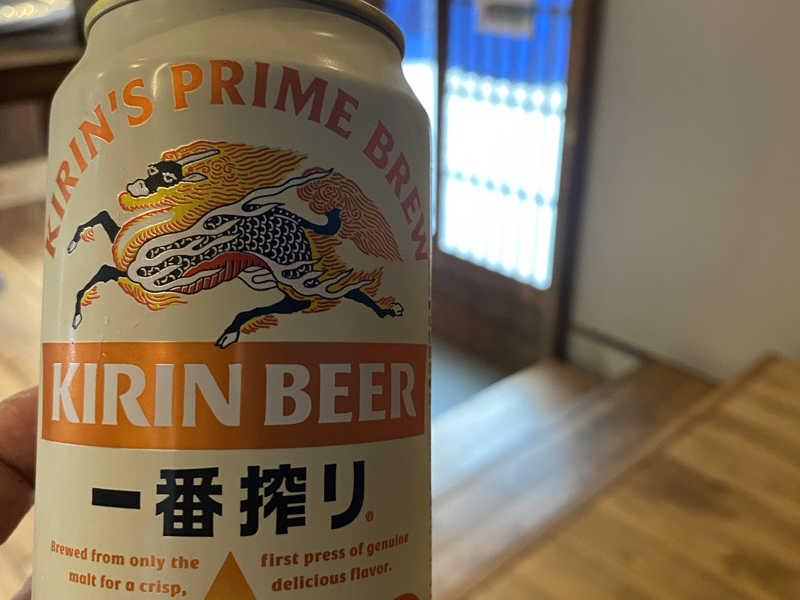 KIRIN'S PRIME BREW
KIRIN BEER
一番搾り®
Brewed from only the first press of genuine
malt for a crisp, delicious flavor.